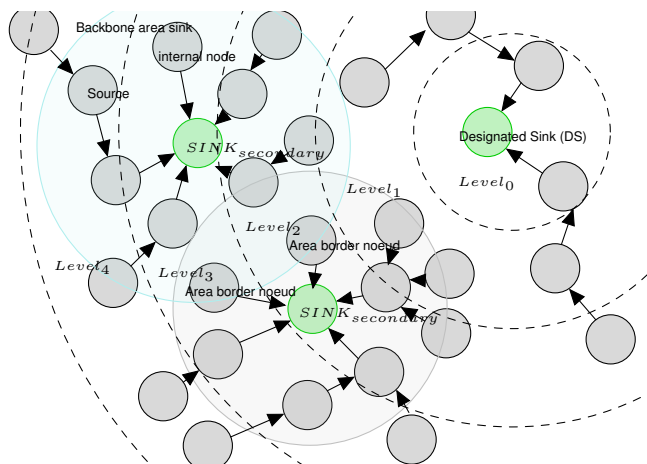 Backbone area sink
internal node
Source
Designated Sink (DS)
SINK_secondary
Level_0
Level_1
Level_2
Area border noeud
Level_4
Level_3
Area border noeud
SINK_secondary